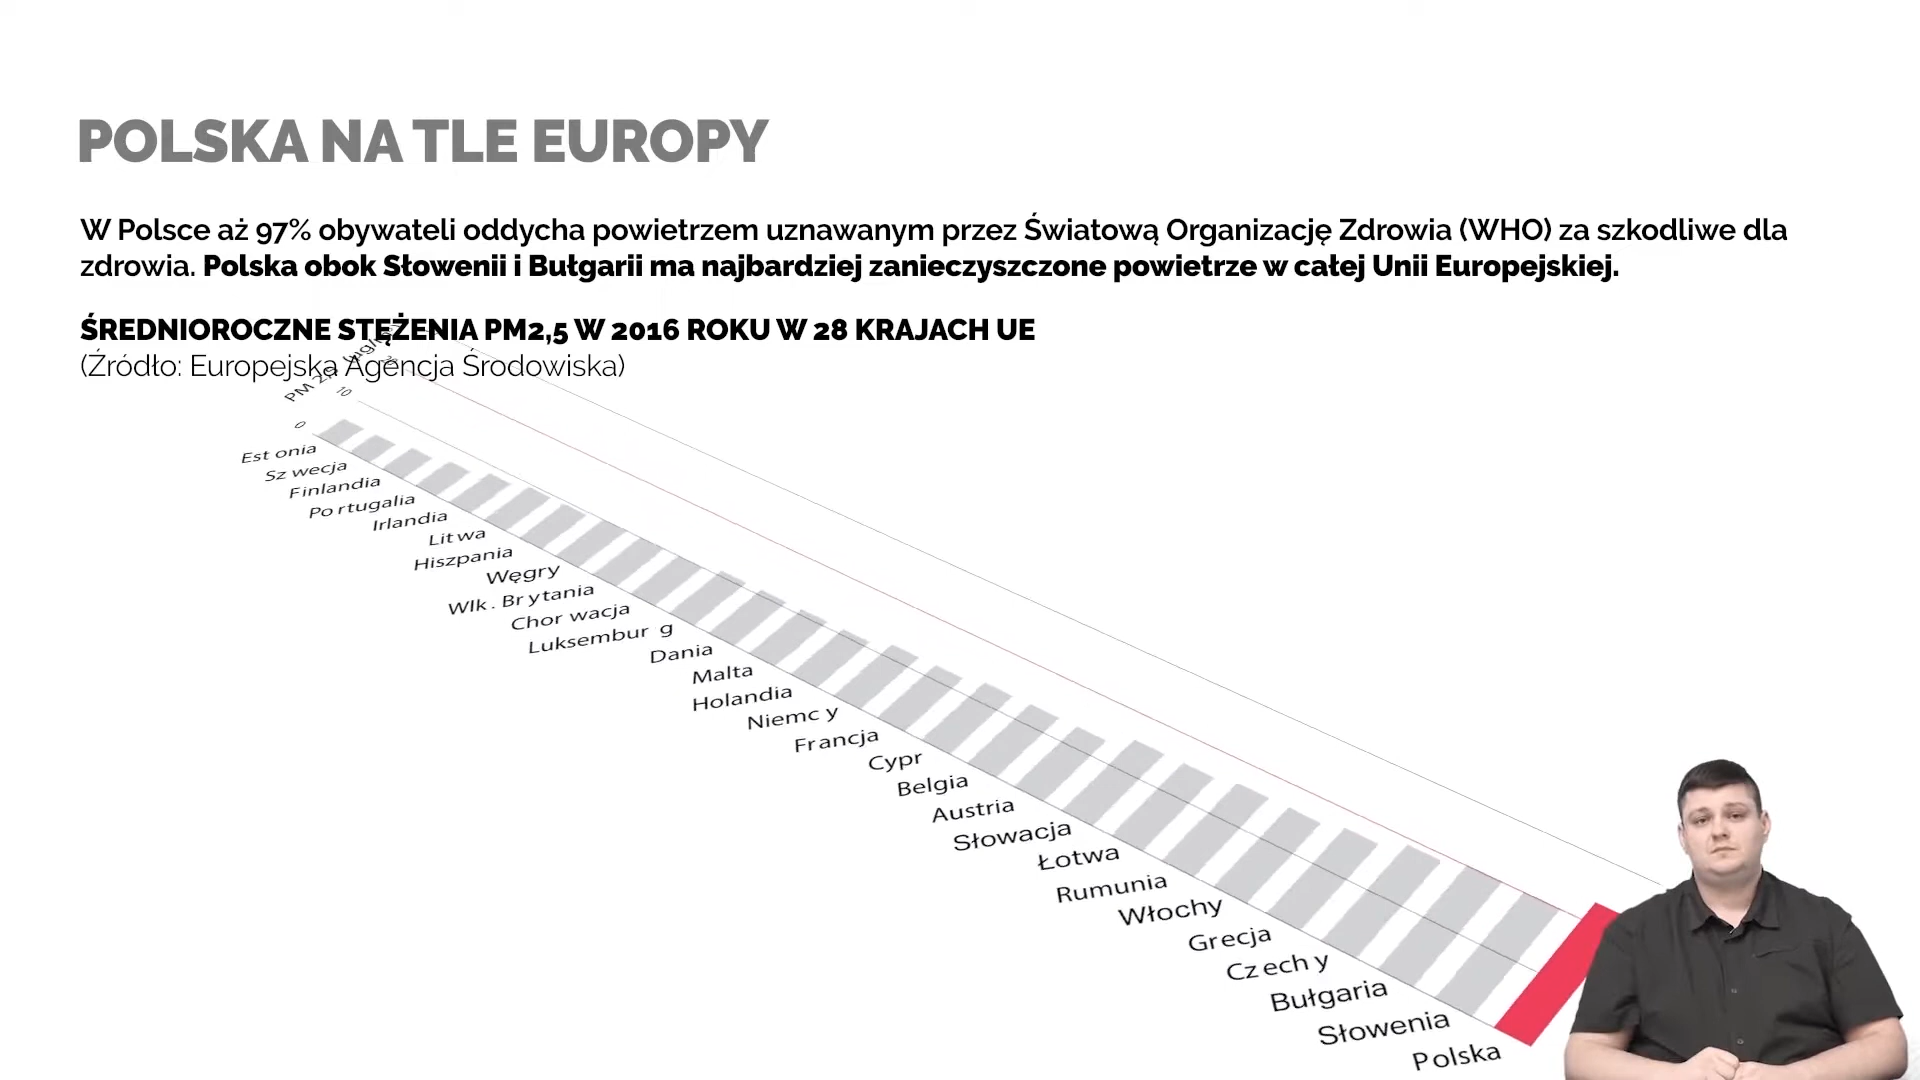 POLSKA NA TLE EUROPY
W Polsce aż 97% obywateli oddycha powietrzem uznawanym przez Światową Organizację Zdrowia (WHO) za szkodliwe dla
zdrowia. Polska obok Słowenii i Bułgarii ma najbardziej zanieczyszczone powietrze w całej Unii Europejskiej.
ŚREDNIOROCZNE STĘŻENIA PM2,5 W 2016 ROKU W 28 KRAJACH UE
(Źródło: Europejska Agencja Środowiska)
10
0
Est onia
Sz wecja
Finlandia
Po rtugalia
Irlandia
Lit wa
Hiszpania
Węgry
Wlk. Br ytania
Chor wacja
Luksembur g
Dania
Malta
Holandia
Niemc y
Francja
Cypr
Belgia
Austria
Słowacja
Łotwa
Rumunia
Włochy
Grecja
Cz ech y
Bułgaria
Słowenia
Polska